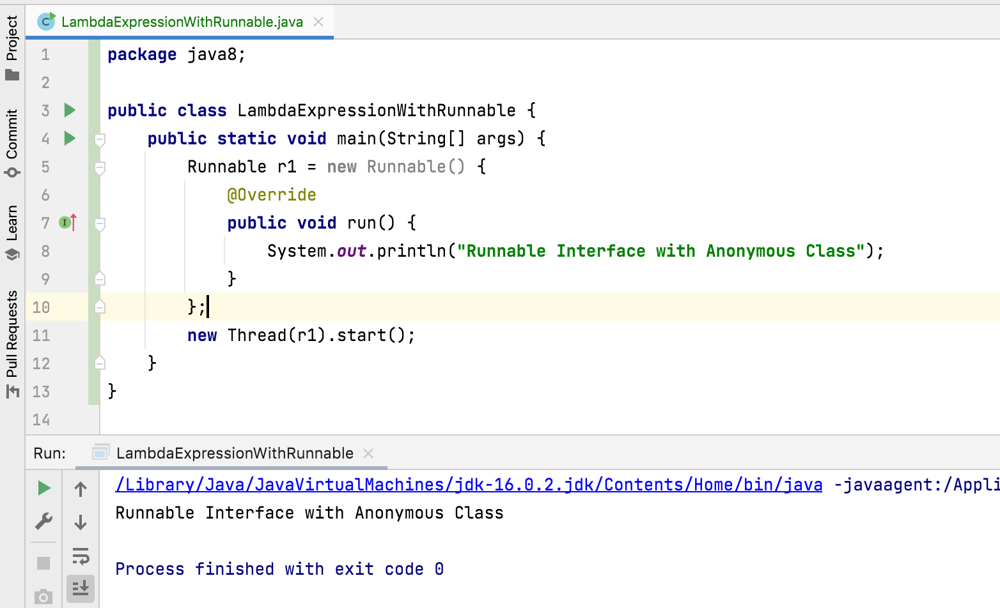 LambdaExpressionWithRunnable.java
Project
Commit
Learn
Pull Requests
1 package java8;
2
3 public class LambdaExpressionWithRunnable {
4 public static void main(String[] args) {
5 Runnable r1 = new Runnable() {
6 @Override
7 public void run() {
8 System.out.println("Runnable Interface with Anonymous Class");
9 }
10 };
11 new Thread(r1).start();
12 }
13 }
14
Run: LambdaExpressionWithRunnable
/Library/Java/JavaVirtualMachines/jdk-16.0.2.jdk/Contents/Home/bin/java -javaagent:/Appli
Runnable Interface with Anonymous Class
Process finished with exit code 0